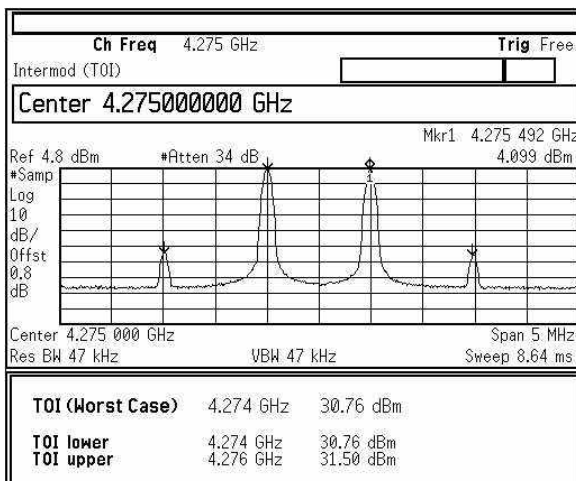 Ch Freq 4.275 GHz Trig Free
Intermod (TOI)
Center 4.275000000 GHz
Mkr1 4.275 492 GHz
Ref 4.8 dBm #Atten 34 dB 4.099 dBm
#Samp
Log
10
dB/
Offst
0.8
dB
1
Center 4.275 000 GHz Span 5 MHz
Res BW 47 kHz VBW 47 kHz Sweep 8.64 ms
TOI (Worst Case) 4.274 GHz 30.76 dBm
TOI lower 4.274 GHz 30.76 dBm
TOI upper 4.276 GHz 31.50 dBm